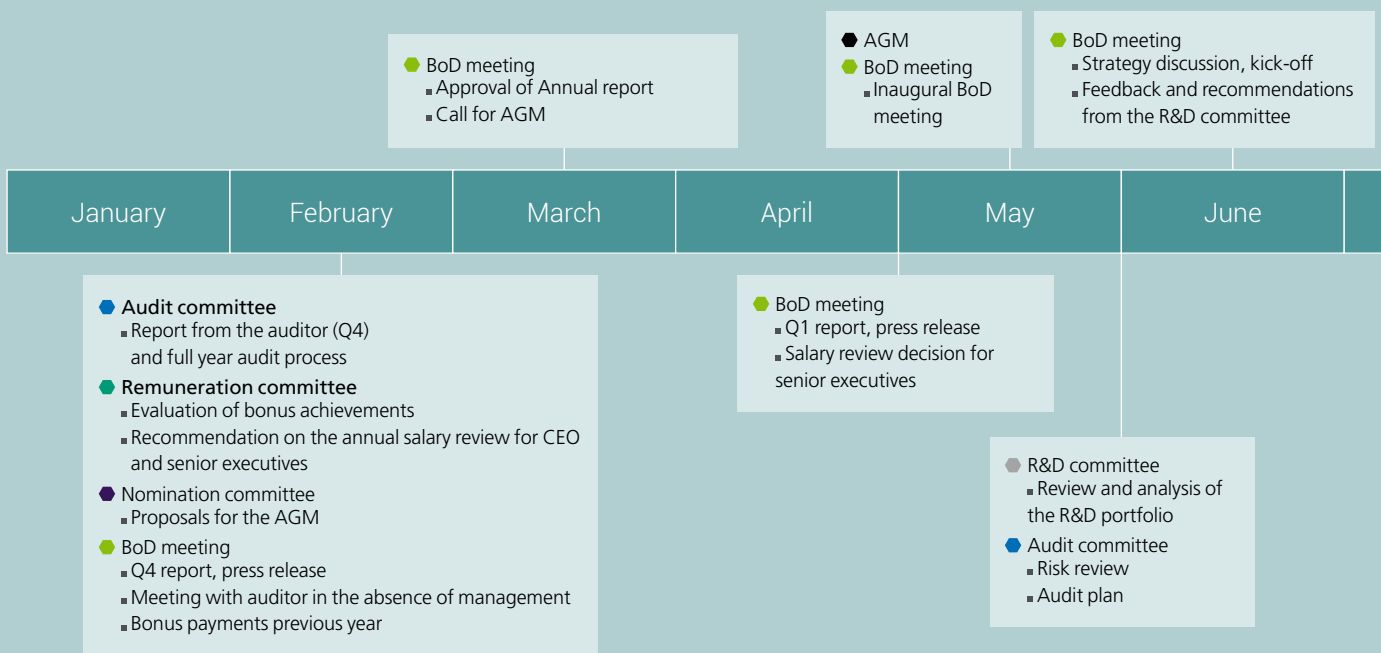 BoD meeting
Approval of Annual report
Call for AGM
AGM
BoD meeting
Inaugural BoD
meeting
BoD meeting
Strategy discussion, kick-off
Feedback and recommendations
from the R&D committee
January
February
March
April
May
June
Audit committee
Report from the auditor (Q4)
and full year audit process
Remuneration committee
Evaluation of bonus achievements
Recommendation on the annual salary review for CEO
and senior executives
Nomination committee
Proposals for the AGM
BoD meeting
Q4 report, press release
Meeting with auditor in the absence of management
Bonus payments previous year
BoD meeting
Q1 report, press release
Salary review decision for
senior executives
R&D committee
Review and analysis of
the R&D portfolio
Audit committee
Risk review
Audit plan